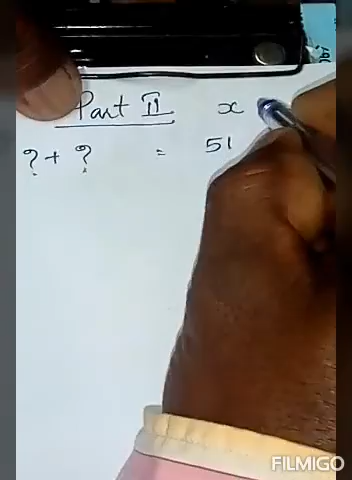 Part II x
? + ? = 51
FILMIGO